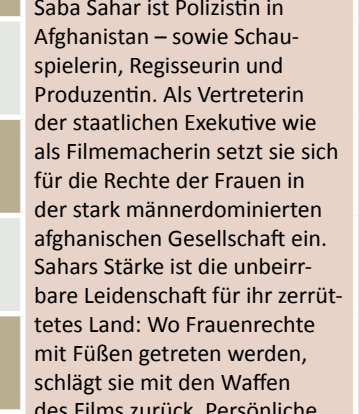 Saba Sahar ist Polizistin in
Afghanistan – sowie Schau-
spielerin, Regisseurin und
Produzentin. Als Vertreterin
der staatlichen Exekutive wie
als Filmemacherin setzt sie sich
für die Rechte der Frauen in
der stark männerdominierten
afghanischen Gesellschaft ein.
Sahars Stärke ist die unbeirr-
bare Leidenschaft für ihr zerrüt-
tetes Land: Wo Frauenrechte
mit Füßen getreten werden,
schlägt sie mit den Waffen
des Films zurück. Persönliche